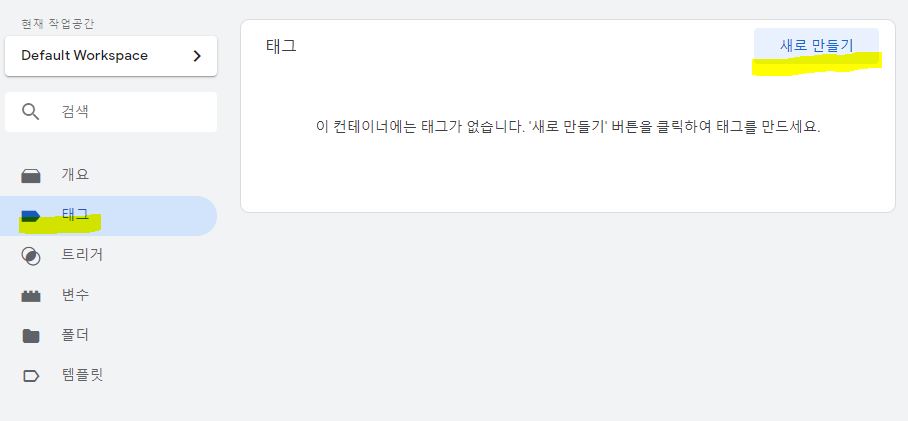 현재 작업공간
Default Workspace
검색
개요
태그
트리거
변수
폴더
템플릿
태그
새로 만들기
이 컨테이너에는 태그가 없습니다. '새로 만들기' 버튼을 클릭하여 태그를 만드세요.